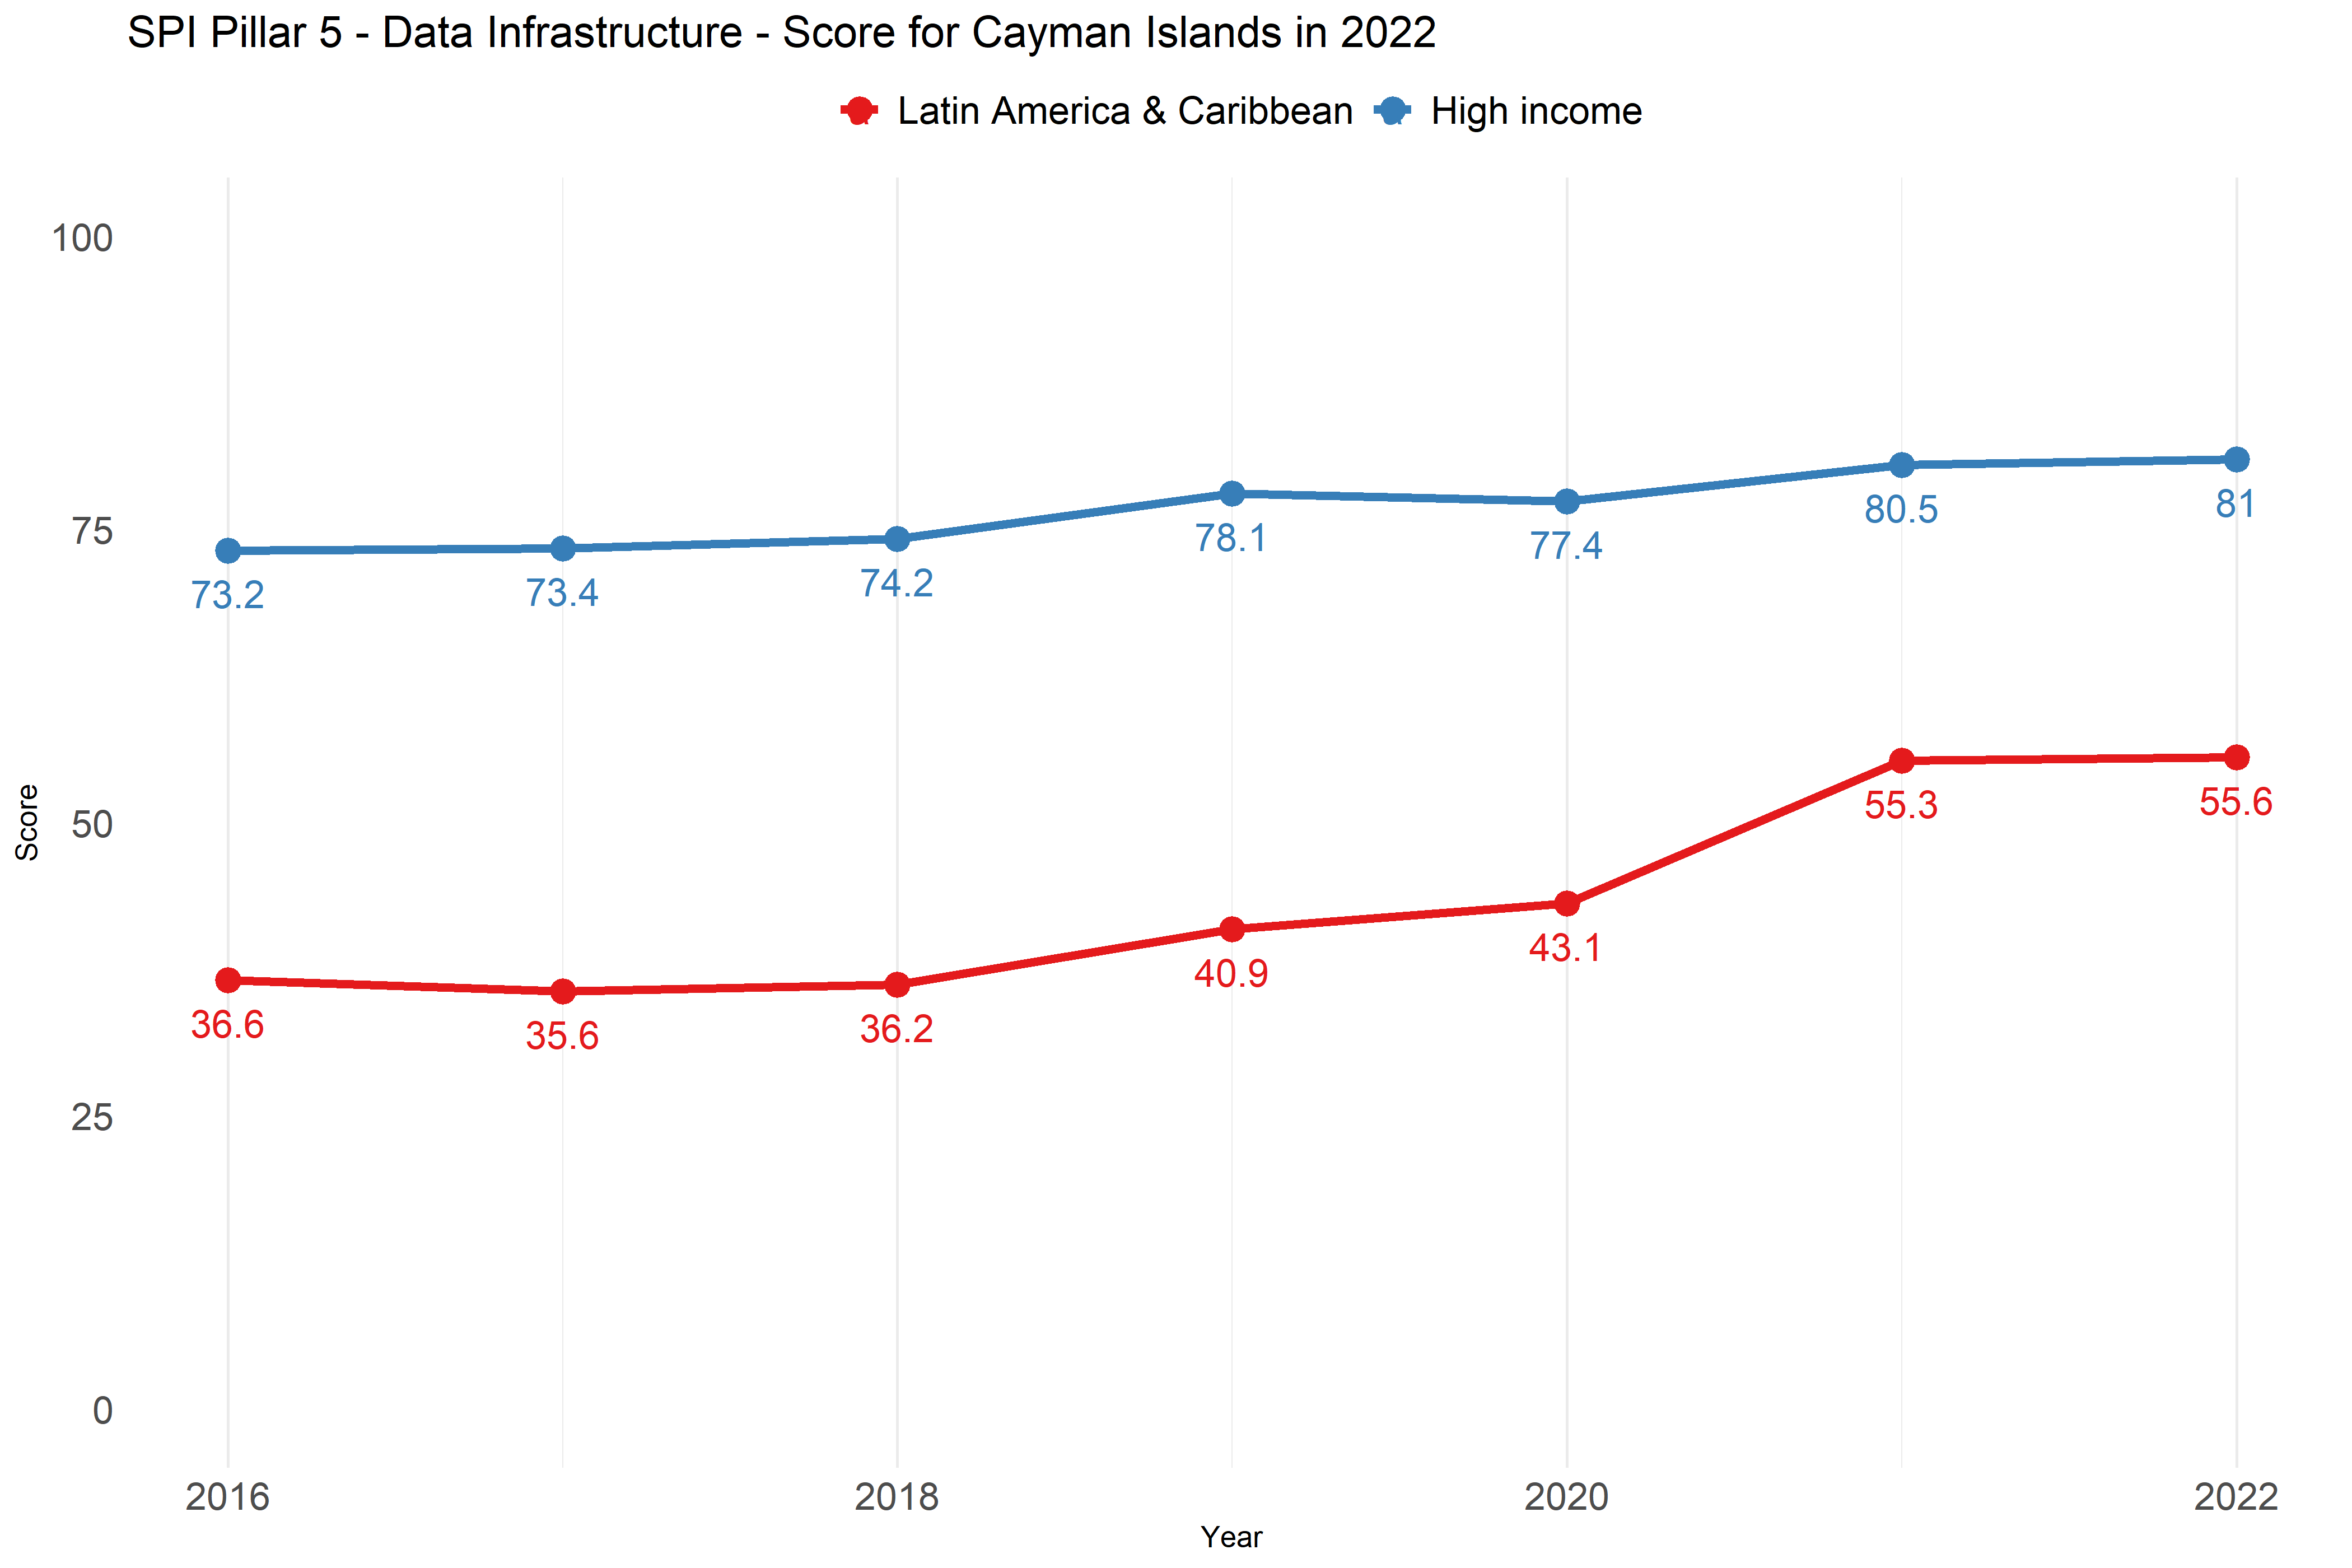 SPI Pillar 5 - Data Infrastructure - Score for Cayman Islands in 2022
Latin America & Caribbean High income
100
75
50
25
0
Score
73.2 73.4 74.2 78.1 77.4 80.5 81
36.6 35.6 36.2 40.9 43.1 55.3 55.6
2016 2018 2020 2022
Year